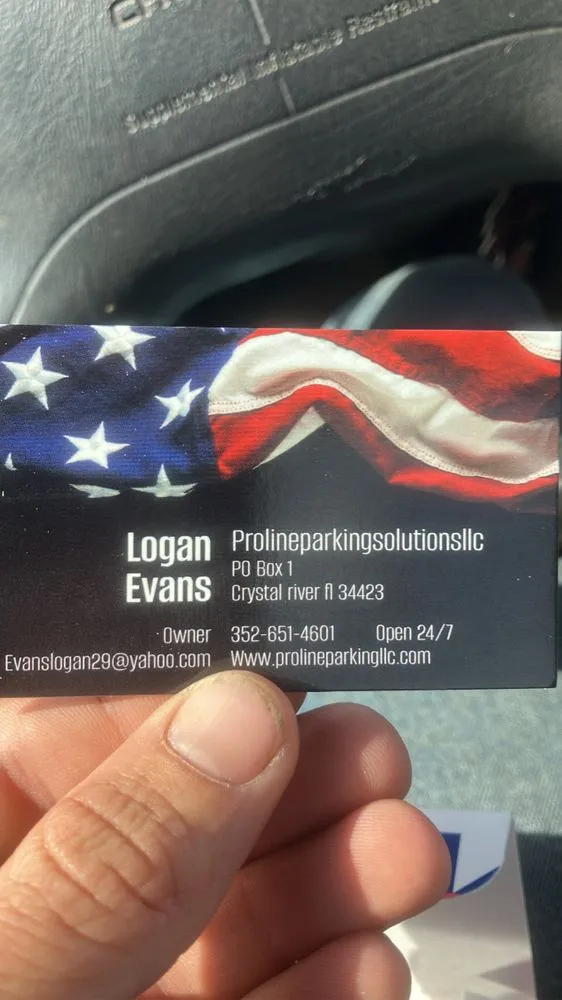 Supplemental Inflatable Restraint
Logan
Evans
Owner
Evanslogan29@yahoo.com
Prolineparkingsolutionsllc
PO Box 1
Crystal river fl 34423
352-651-4601 Open 24/7
Www.prolineparkingllc.com